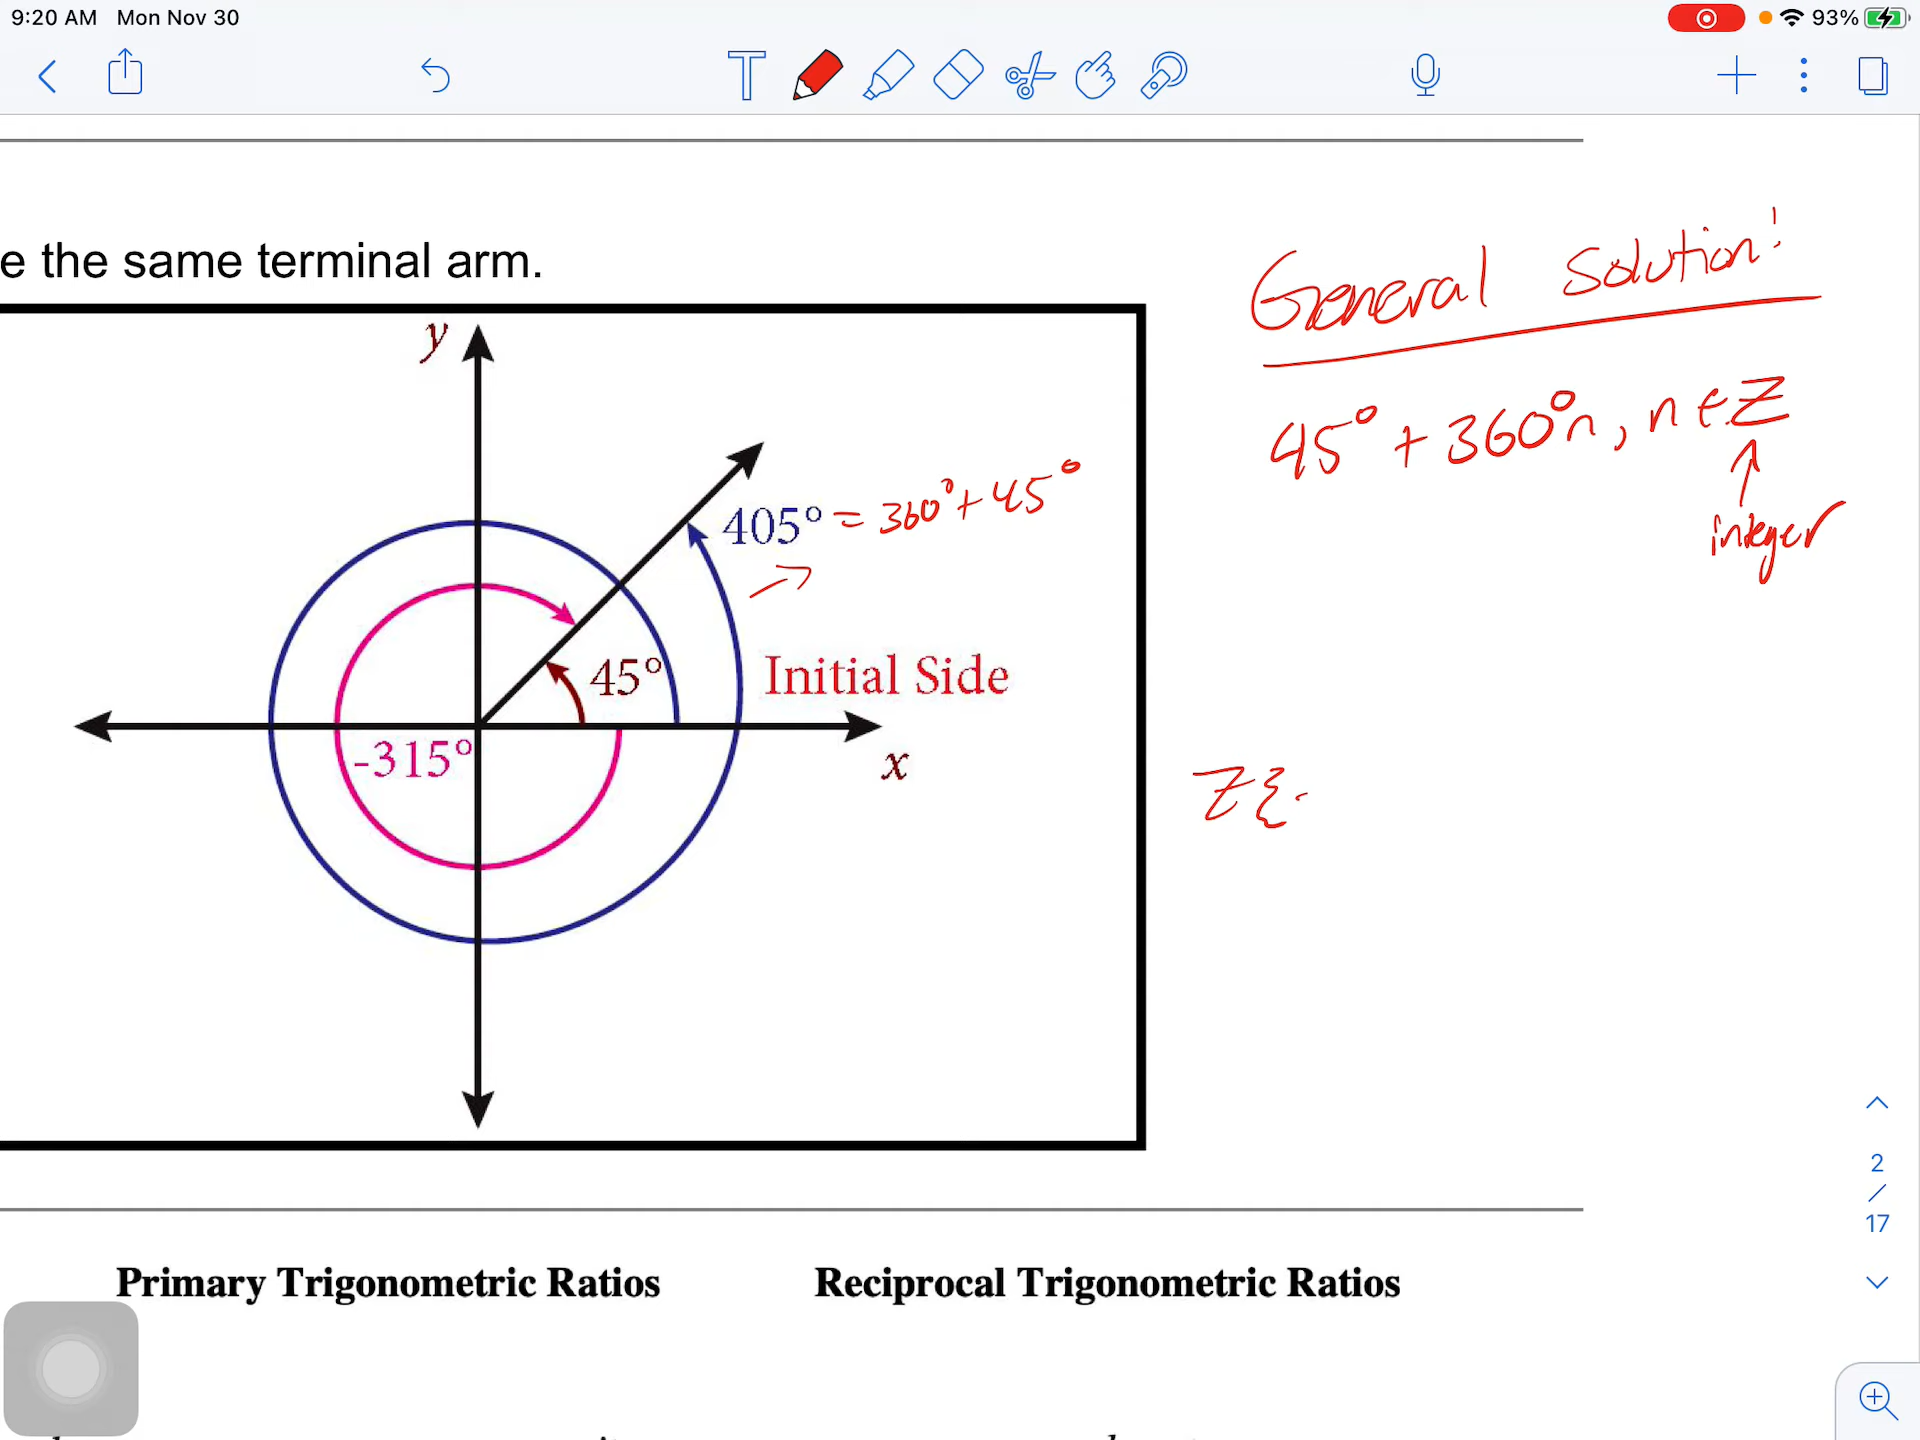 9:20 AM Mon Nov 30
93%
T
e the same terminal arm.
General Solution:
y
45° + 360°n, n ∈ Z
integer
405° = 360° + 45°
45°
Initial Side
-315°
x
Z {
2
/
17
Primary Trigonometric Ratios
Reciprocal Trigonometric Ratios